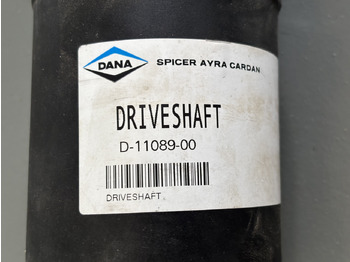 DANA
SPICER AYRA CARDAN
DRIVESHAFT
D-11089-00
DRIVESHAFT